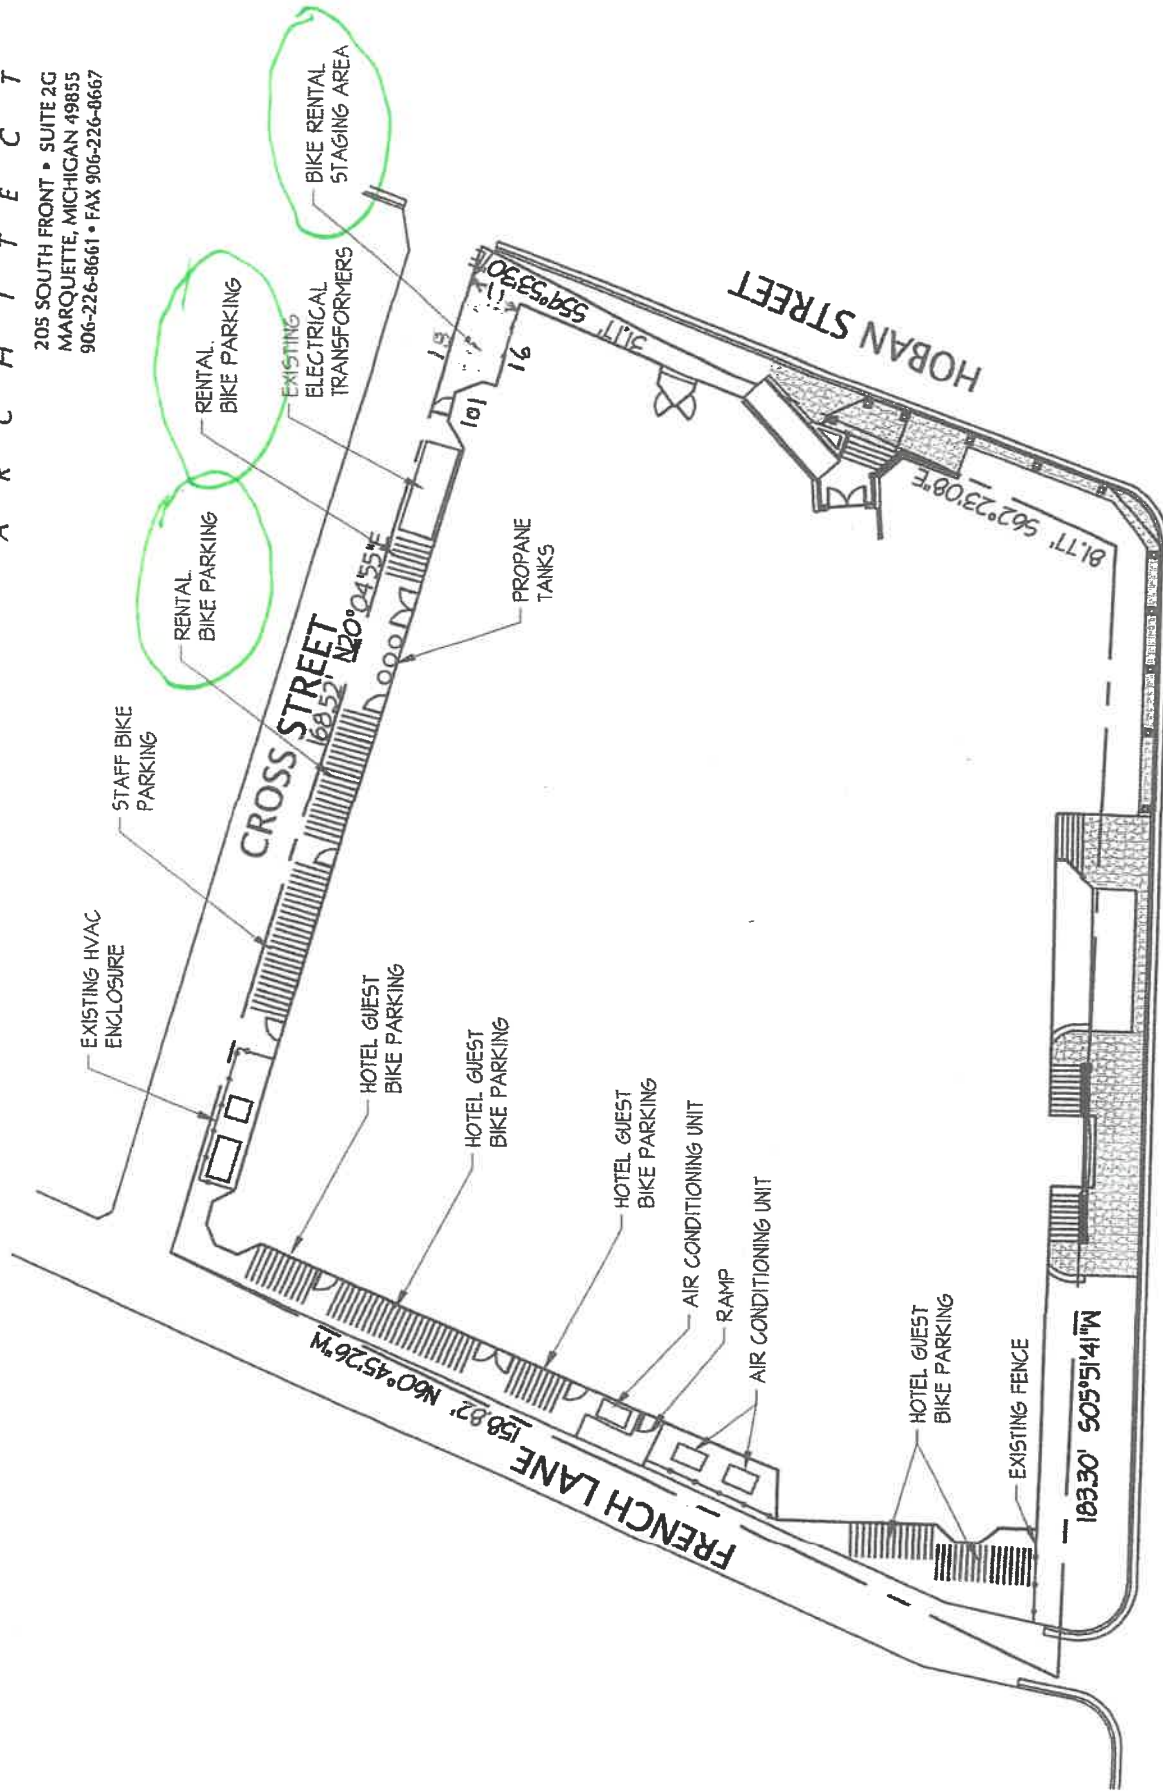 A R C H I T E C T
205 SOUTH FRONT • SUITE 2G
MARQUETTE, MICHIGAN 49855
906-226-8661 • FAX 906-226-8667
BIKE RENTAL
STAGING AREA
RENTAL
BIKE PARKING
EXISTING
ELECTRICAL
TRANSFORMERS
RENTAL
BIKE PARKING
STAFF BIKE
PARKING
EXISTING HVAC
ENCLOSURE
CROSS STREET
168.52' N20°04'55"E
PROPANE
TANKS
101
16
31.77' S59°53'30"
HOBAN STREET
81.77' S62°23'08"E
HOTEL GUEST
BIKE PARKING
HOTEL GUEST
BIKE PARKING
HOTEL GUEST
BIKE PARKING
AIR CONDITIONING UNIT
RAMP
AIR CONDITIONING UNIT
158.82' N60°45'26"W
FRENCH LANE
HOTEL GUEST
BIKE PARKING
EXISTING FENCE
183.30' S05°51'41"W